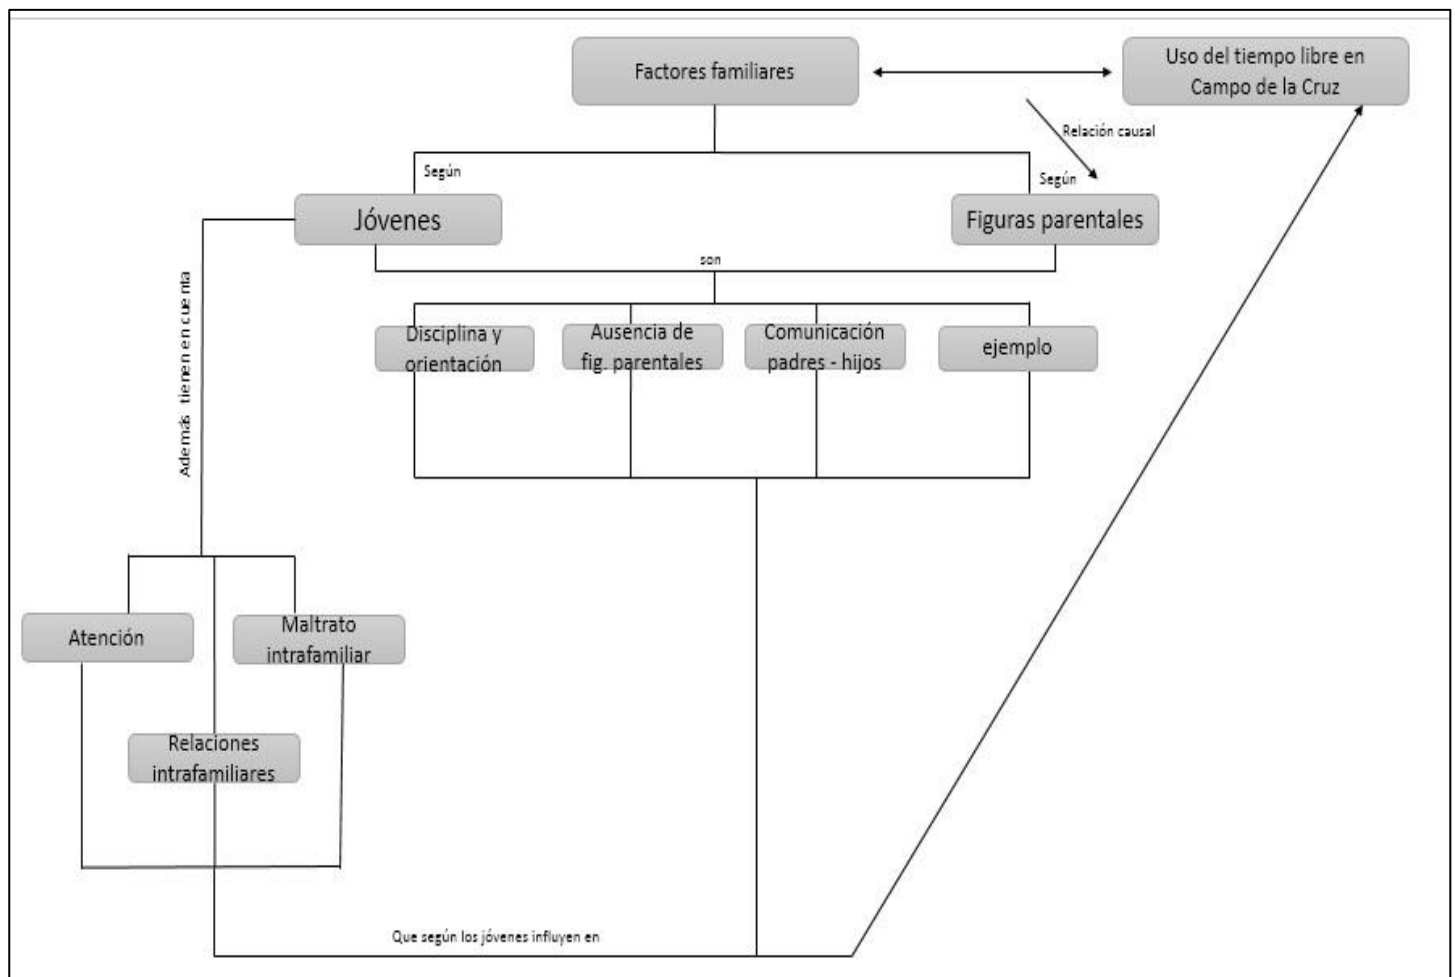 Factores familiares
Uso del tiempo libre en
Campo de la Cruz
Relación causal
Según
Según
Jóvenes
Figuras parentales
son
Además tienen en cuenta
Disciplina y
orientación
Ausencia de
fig. parentales
Comunicación
padres - hijos
ejemplo
Atención
Maltrato
intrafamiliar
Relaciones
intrafamiliares
Que según los jóvenes influyen en